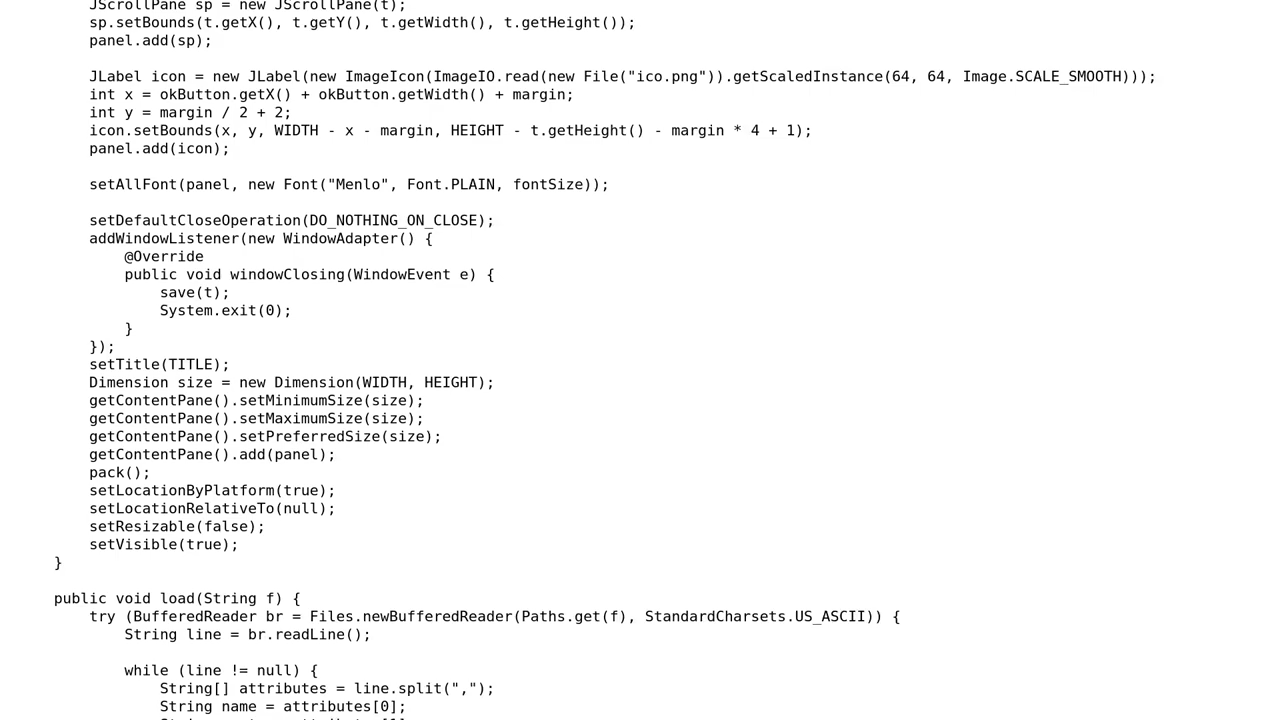 JScrollPane sp = new JScrollPane(t);
sp.setBounds(t.getX(), t.getY(), t.getWidth(), t.getHeight());
panel.add(sp);
JLabel icon = new JLabel(new ImageIcon(ImageIO.read(new File("ico.png")).getScaledInstance(64, 64, Image.SCALE_SMOOTH)));
int x = okButton.getX() + okButton.getWidth() + margin;
int y = margin / 2 + 2;
icon.setBounds(x, y, WIDTH - x - margin, HEIGHT - t.getHeight() - margin * 4 + 1);
panel.add(icon);
setAllFont(panel, new Font("Menlo", Font.PLAIN, fontSize));
setDefaultCloseOperation(DO_NOTHING_ON_CLOSE);
addWindowListener(new WindowAdapter() {
@Override
public void windowClosing(WindowEvent e) {
save(t);
System.exit(0);
}
});
setTitle(TITLE);
Dimension size = new Dimension(WIDTH, HEIGHT);
getContentPane().setMinimumSize(size);
getContentPane().setMaximumSize(size);
getContentPane().setPreferredSize(size);
getContentPane().add(panel);
pack();
setLocationByPlatform(true);
setLocationRelativeTo(null);
setResizable(false);
setVisible(true);
}
public void load(String f) {
try (BufferedReader br = Files.newBufferedReader(Paths.get(f), StandardCharsets.US_ASCII)) {
String line = br.readLine();
while (line != null) {
String[] attributes = line.split(",");
String name = attributes[0];